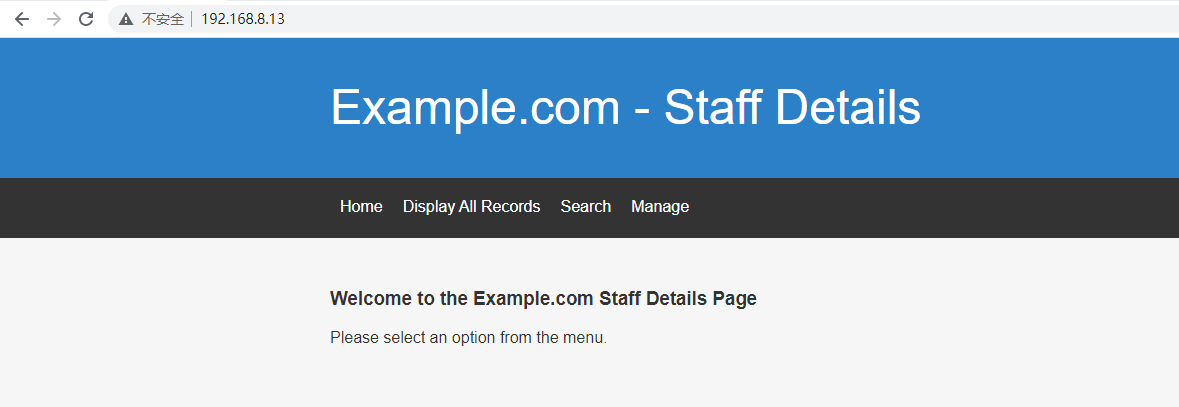 不安全 192.168.8.13
Example.com - Staff Details
Home Display All Records Search Manage
Welcome to the Example.com Staff Details Page
Please select an option from the menu.